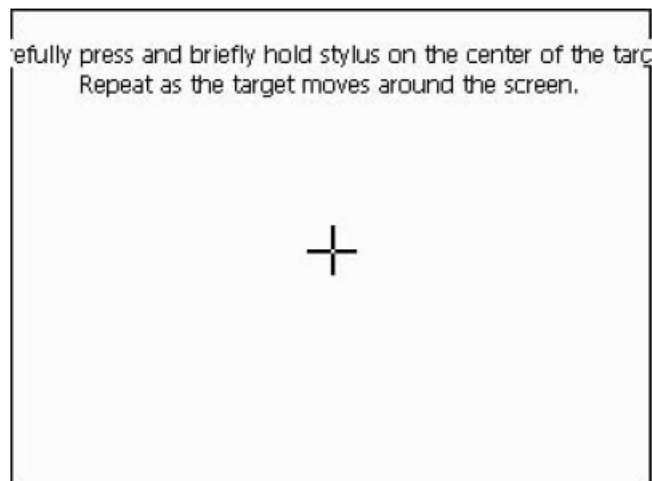 efully press and briefly hold stylus on the center of the targ
Repeat as the target moves around the screen.